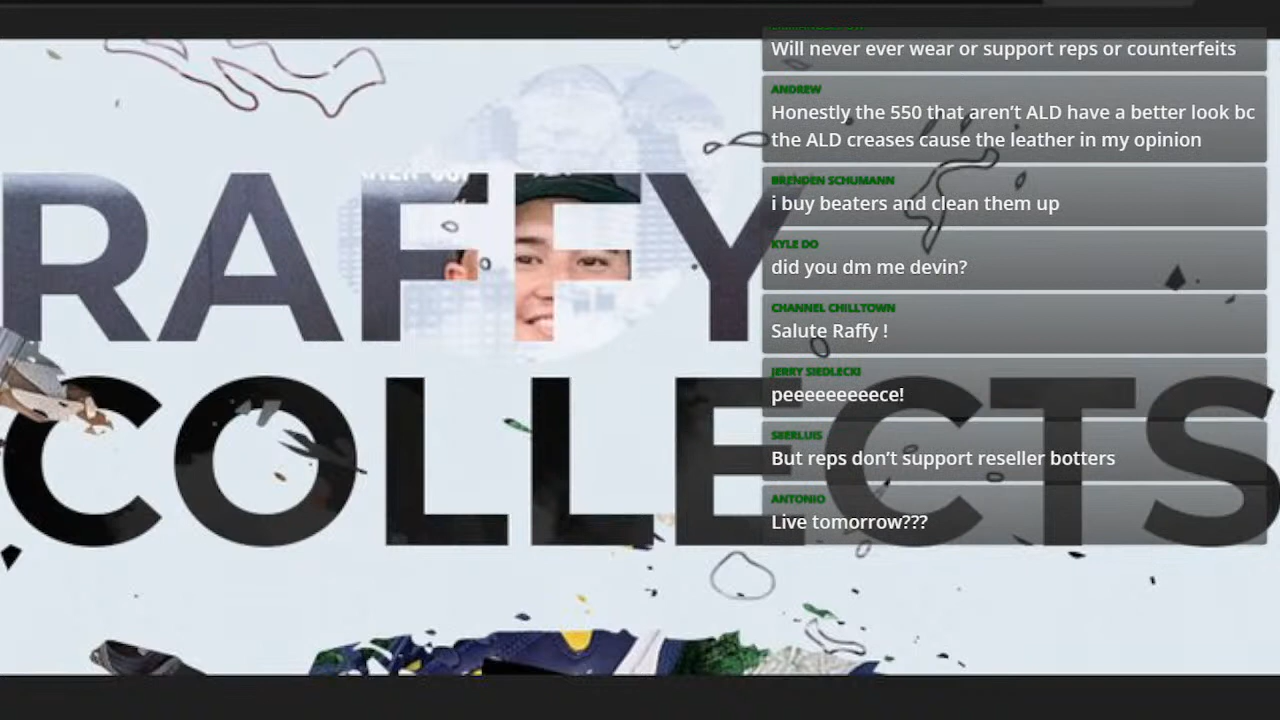 RAFFY
COLLECTS
Will never ever wear or support reps or counterfeits
ANDREW
Honestly the 550 that aren't ALD have a better look bc
the ALD creases cause the leather in my opinion
BRENDEN SCHUMANN
i buy beaters and clean them up
KYLE DO
did you dm me devin?
CHANNEL CHILLTOWN
Salute Raffy !
JERRY SIEDLECKI
peeeeeeeeece!
SBERLUIS
But reps don't support reseller botters
ANTONIO
Live tomorrow???